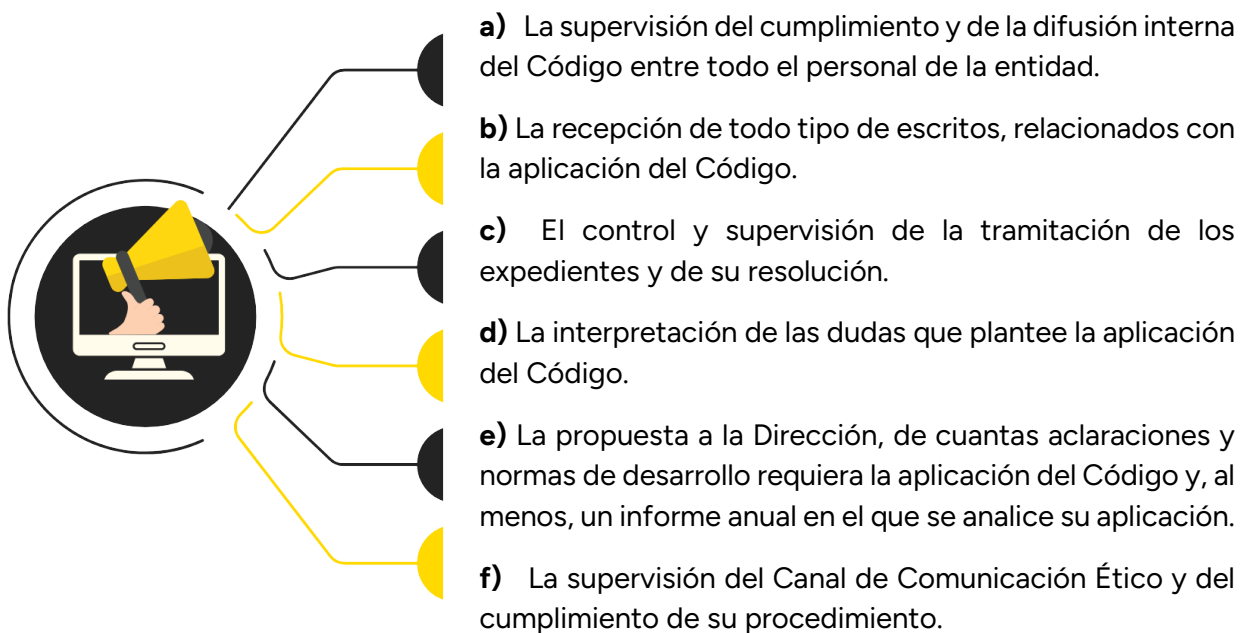 a) La supervisión del cumplimiento y de la difusión interna
del Código entre todo el personal de la entidad.
b) La recepción de todo tipo de escritos, relacionados con
la aplicación del Código.
c) El control y supervisión de la tramitación de los
expedientes y de su resolución.
d) La interpretación de las dudas que plantee la aplicación
del Código.
e) La propuesta a la Dirección, de cuantas aclaraciones y
normas de desarrollo requiera la aplicación del Código y, al
menos, un informe anual en el que se analice su aplicación.
f) La supervisión del Canal de Comunicación Ético y del
cumplimiento de su procedimiento.